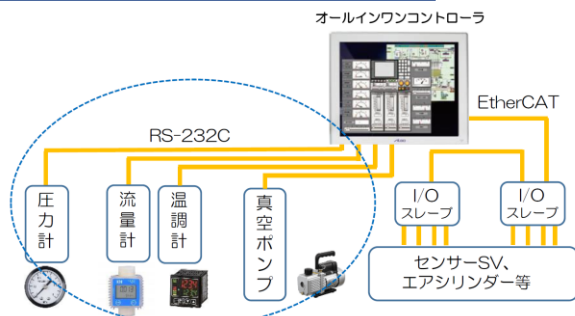 オールインワンコントローラ
EtherCAT
RS-232C
圧力計
流量計
温調計
真空ポンプ
I/O
スレーブ
I/O
スレーブ
センサーSV、
エアシリンダー等